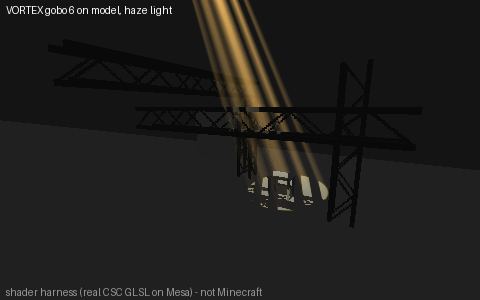 VORTEX gobo 6 on model, haze light
shader harness (real CSC GLSL on Mesa) - not Minecraft